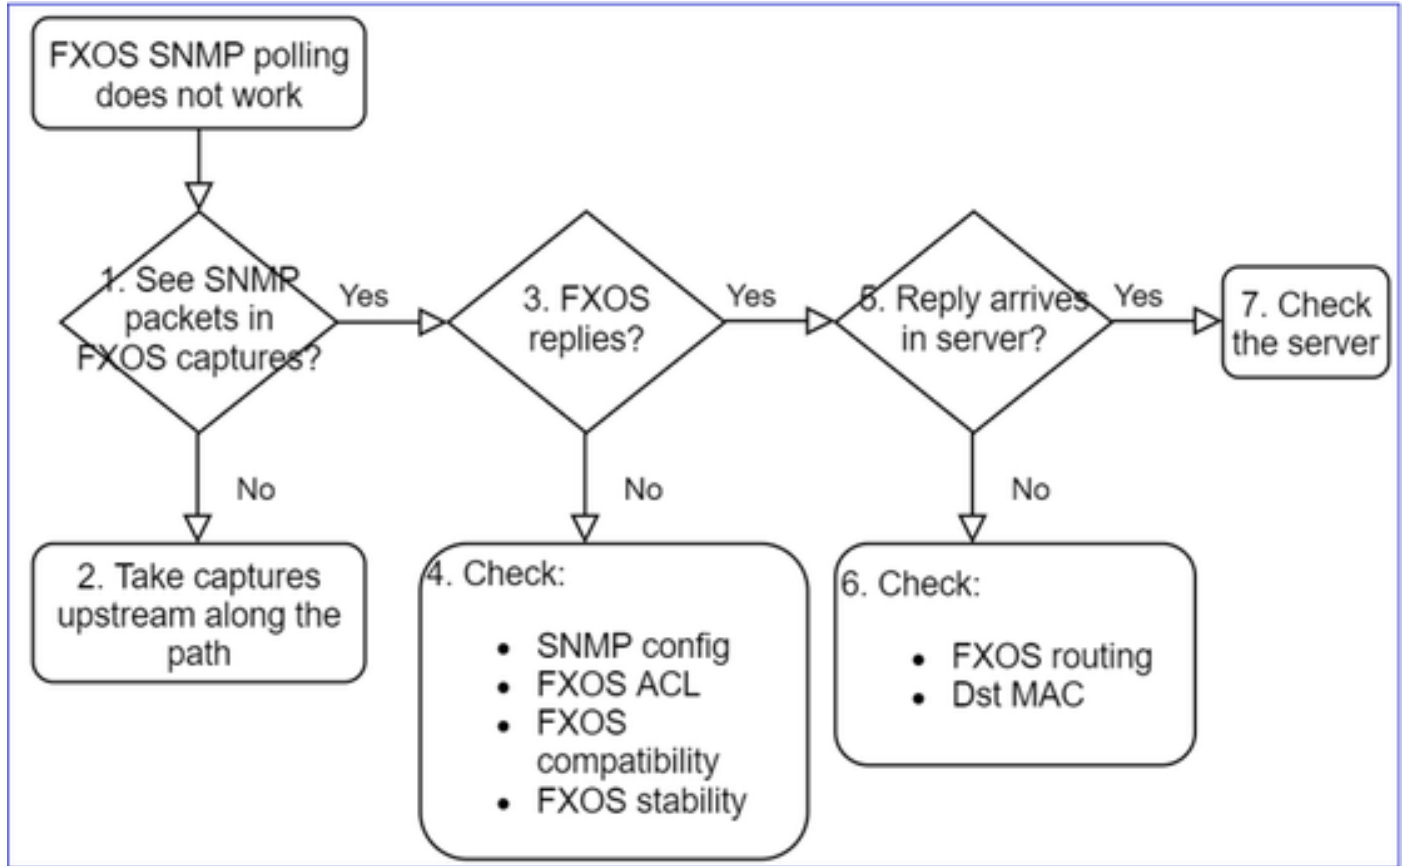 FXOS SNMP polling
does not work
1. See SNMP
packets in
FXOS captures?
Yes
3. FXOS
replies?
Yes
5. Reply arrives
in server?
Yes
7. Check
the server
No
No
No
2. Take captures
upstream along the
path
4. Check:
• SNMP config
• FXOS ACL
• FXOS
compatibility
• FXOS stability
6. Check:
• FXOS routing
• Dst MAC